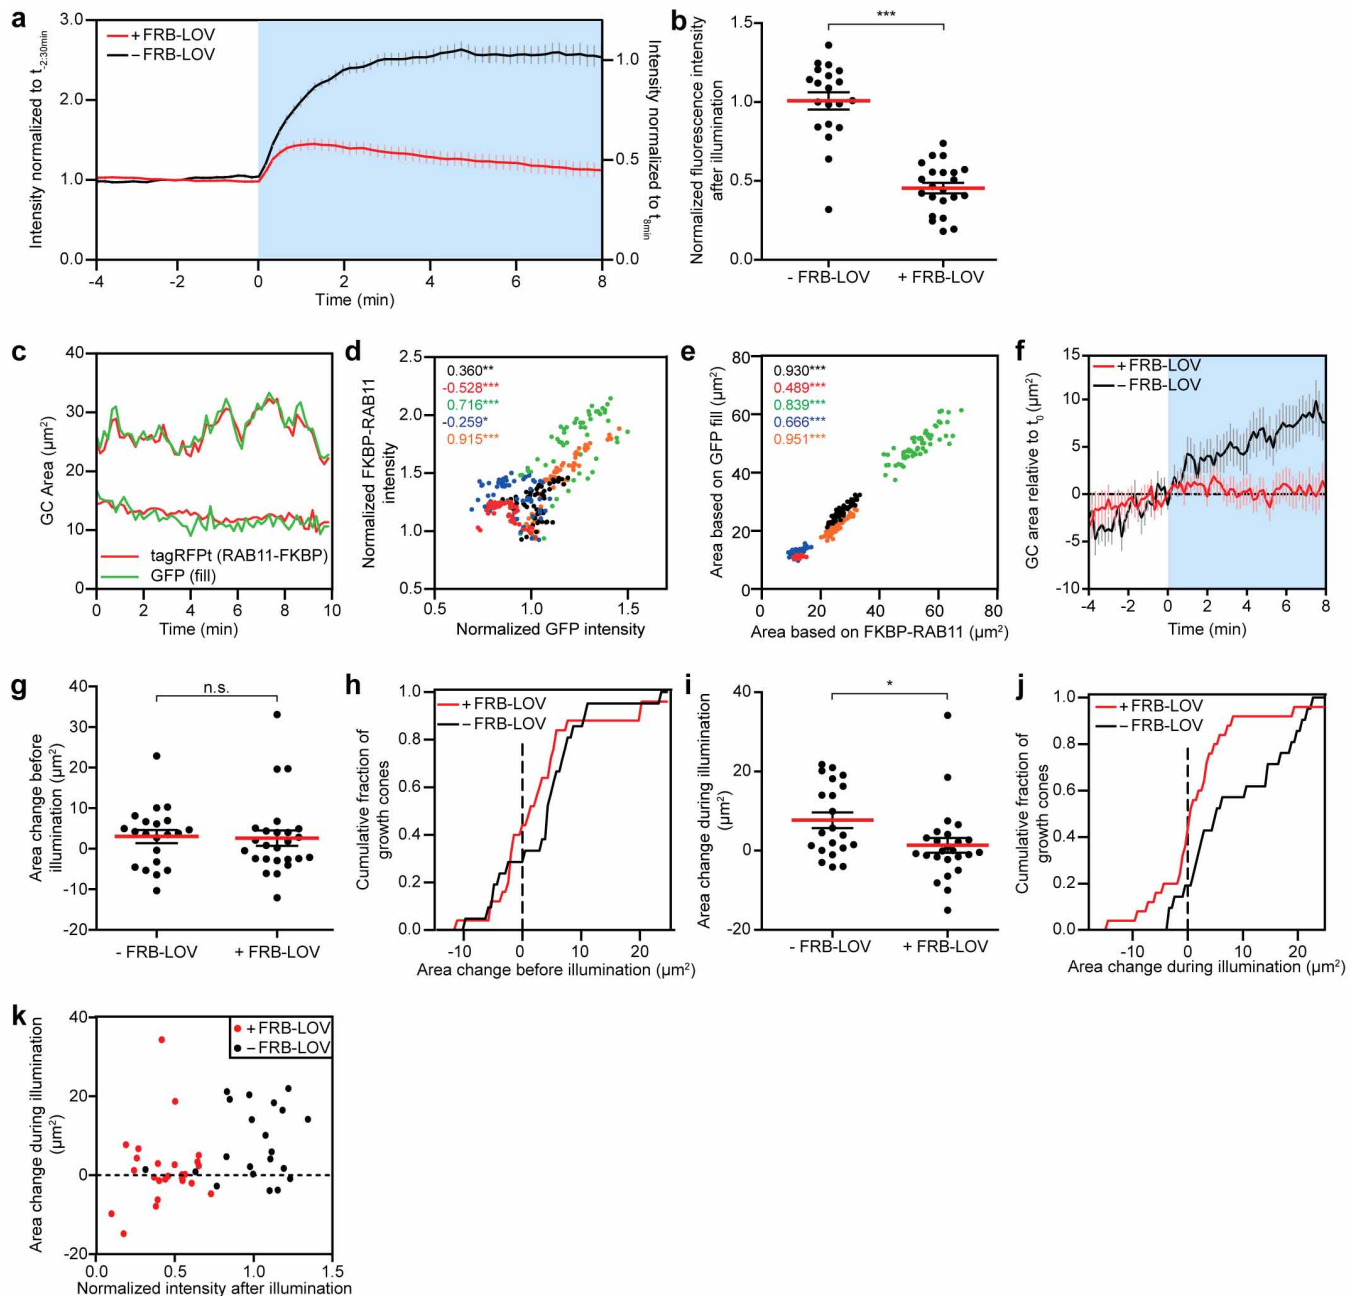 a
Intensity normalized to t-2:30min
3.0
2.0
1.0
0.0
+ FRB-LOV
– FRB-LOV
1.0
0.5
0.0
Intensity normalized to t8min
-4
-2
0
2
4
6
8
Time (min)
b
Normalized fluorescence intensity
after illumination
1.5
1.0
0.5
0.0
***
- FRB-LOV
+ FRB-LOV
c
GC Area (µm²)
40
30
20
10
0
tagRFPt (RAB11-FKBP)
GFP (fill)
0
2
4
6
8
10
Time (min)
d
Normalized FKBP-RAB11
intensity
2.5
2.0
1.5
1.0
0.5
0.360**
-0.528***
0.716***
-0.259*
0.915***
0.5
1.0
1.5
Normalized GFP intensity
e
Area based on GFP fill (µm²)
80
60
40
20
0
0.930***
0.489***
0.839***
0.666***
0.951***
0
20
40
60
80
Area based on FKBP-RAB11 (µm²)
f
GC area relative to t0 (µm²)
15
10
5
0
-5
-10
+ FRB-LOV
– FRB-LOV
-4
-2
0
2
4
6
8
Time (min)
g
Area change before
illumination (µm²)
40
30
20
10
0
-10
-20
n.s.
- FRB-LOV
+ FRB-LOV
h
Cumulative fraction of
growth cones
1.0
0.8
0.6
0.4
0.2
0.0
+ FRB-LOV
– FRB-LOV
-10
0
10
20
Area change before illumination (µm²)
i
Area change during illumination
(µm²)
40
20
0
-20
*
- FRB-LOV
+ FRB-LOV
j
Cumulative fraction of
growth cones
1.0
0.8
0.6
0.4
0.2
0.0
+ FRB-LOV
– FRB-LOV
-10
0
10
20
Area change during illumination (µm²)
k
Area change during illumination
(µm²)
40
20
0
-20
+ FRB-LOV
– FRB-LOV
0.0
0.5
1.0
1.5
Normalized intensity after illumination